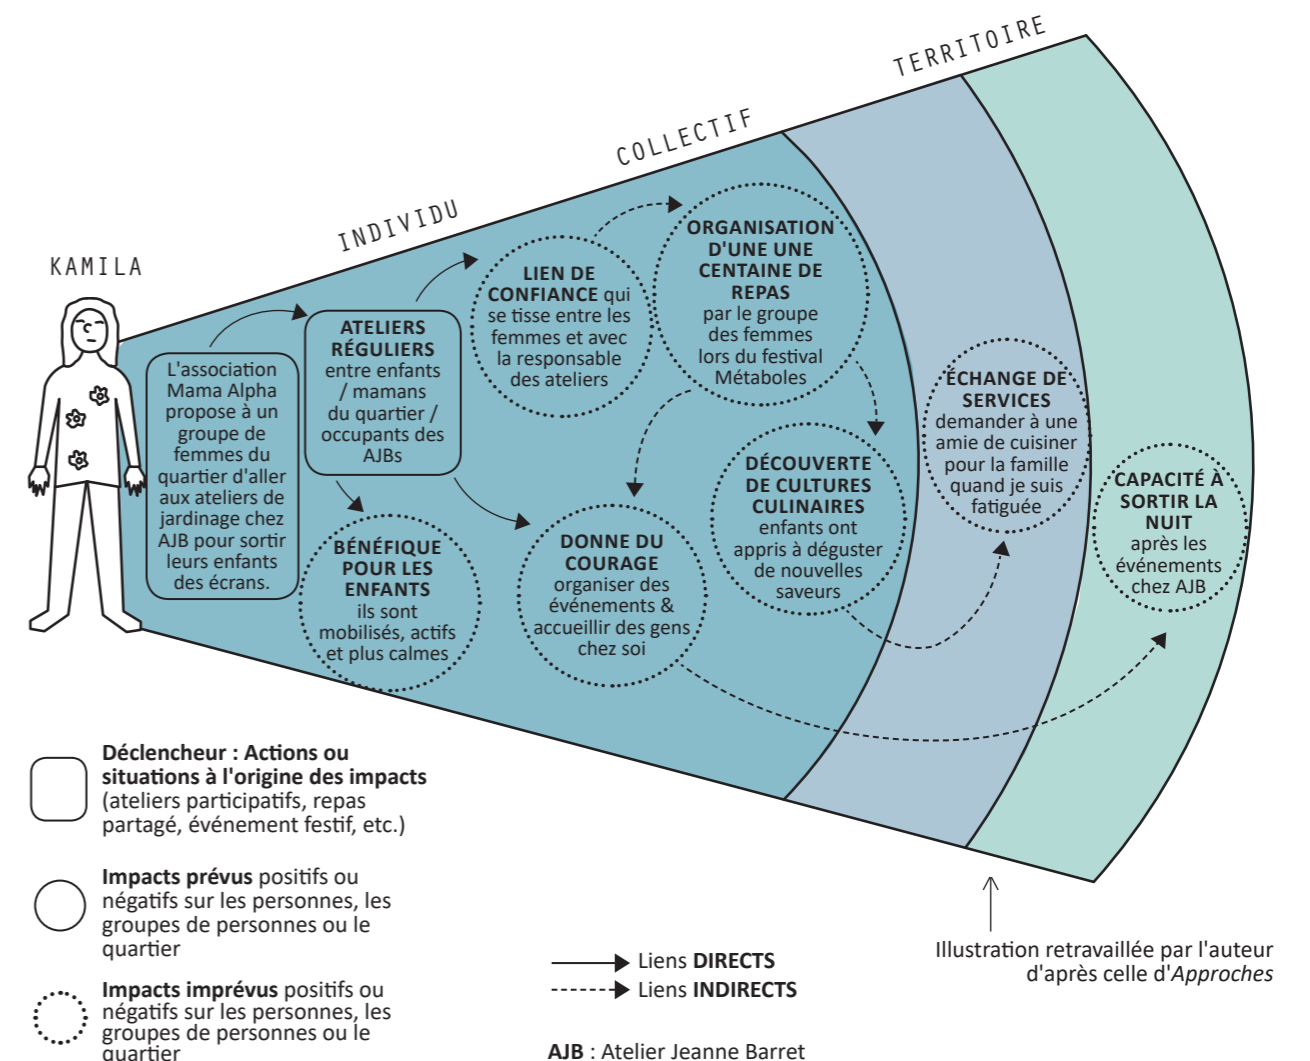 KAMILA
INDIVIDU
COLLECTIF
TERRITOIRE
L'association
Mama Alpha
propose à un
groupe de
femmes du
quartier d'aller
aux ateliers de
jardinage chez
AJB pour sortir
leurs enfants
des écrans.
ATELIERS
RÉGULIERS
entre enfants
/ mamans
du quartier /
occupants des
AJBs
BÉNÉFIQUE
POUR LES
ENFANTS
ils sont
mobilisés, actifs
et plus calmes
LIEN DE
CONFIANCE qui
se tisse entre les
femmes et avec
la responsable
des ateliers
ORGANISATION
D'UNE UNE
CENTAINE DE
REPAS
par le groupe
des femmes
lors du festival
Métaboles
DONNE DU
COURAGE
organiser des
événements &
accueillir des gens
chez soi
DÉCOUVERTE
DE CULTURES
CULINAIRES
enfants ont
appris à déguster
de nouvelles
saveurs
ÉCHANGE DE
SERVICES
demander à une
amie de cuisiner
pour la famille
quand je suis
fatiguée
CAPACITÉ À
SORTIR LA
NUIT
après les
événements
chez AJB
Déclencheur : Actions ou
situations à l'origine des impacts
(ateliers participatifs, repas
partagé, événement festif, etc.)
Impacts prévus positifs ou
négatifs sur les personnes, les
groupes de personnes ou le
quartier
Impacts imprévus positifs ou
négatifs sur les personnes, les
groupes de personnes ou le
quartier
Liens DIRECTS
Liens INDIRECTS
AJB : Atelier Jeanne Barret
Illustration retravaillée par l'auteur
d'après celle d'Approches